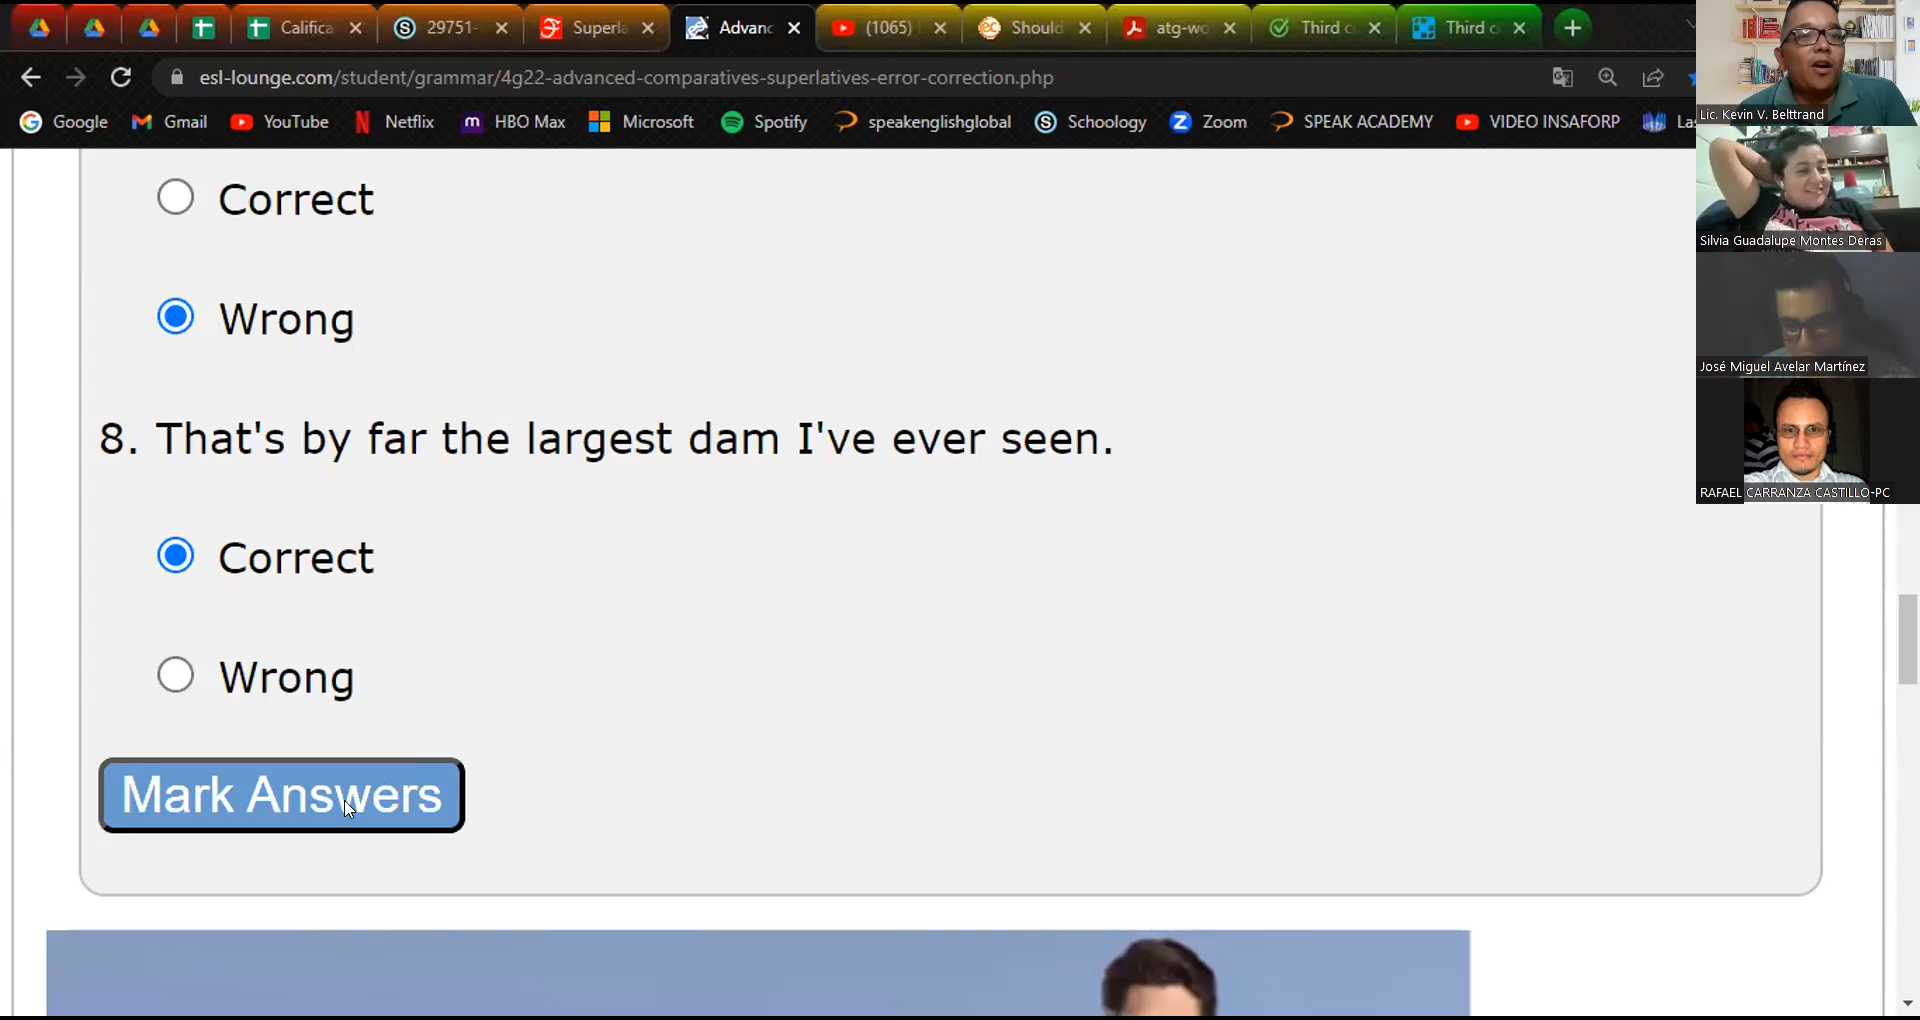 Califica
29751-
Superla
Advanc
(1065)
Should
atg-wo
Third c
Third c
esl-lounge.com/student/grammar/4g22-advanced-comparatives-superlatives-error-correction.php
Google
Gmail
YouTube
Netflix
HBO Max
Microsoft
Spotify
speakenglishglobal
Schoology
Zoom
SPEAK ACADEMY
VIDEO INSAFORP
La
Lic. Kevin V. Belttrand
Silvia Guadalupe Montes Deras
José Miguel Avelar Martínez
RAFAEL CARRANZA CASTILLO-PC
Correct
Wrong
8. That's by far the largest dam I've ever seen.
Correct
Wrong
Mark Answers